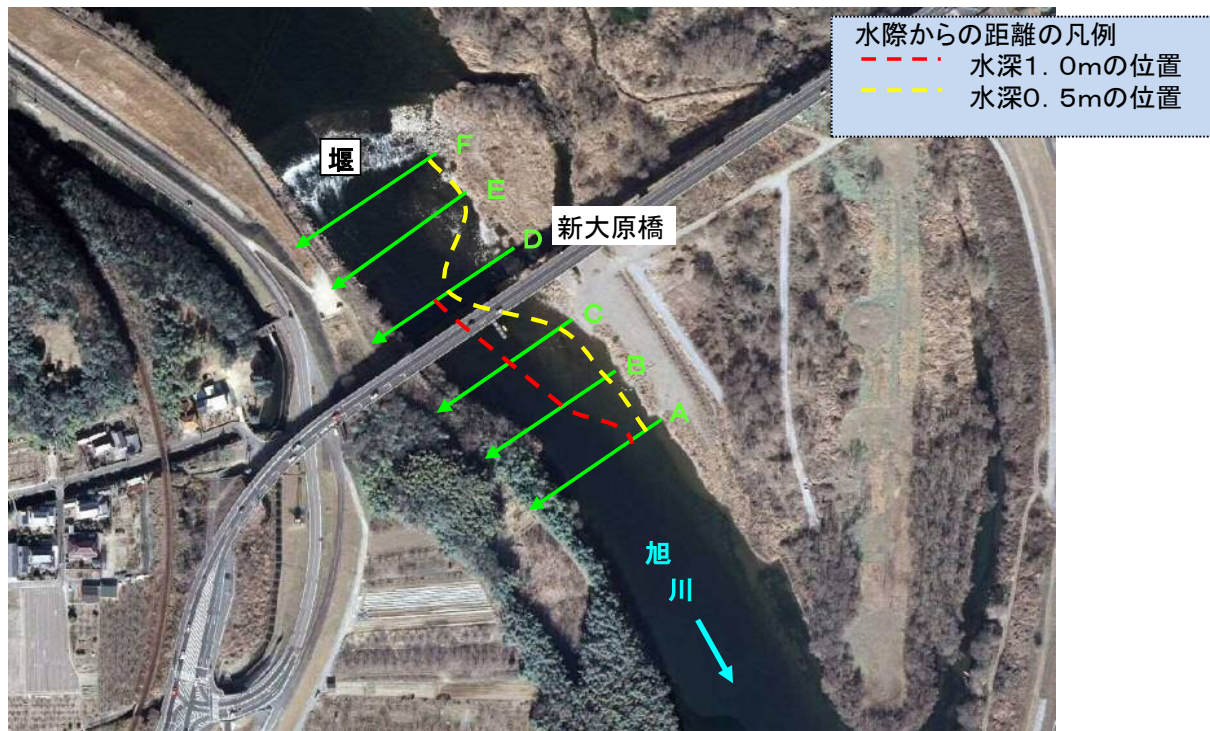 水際からの距離の凡例
水深1.0mの位置
水深0.5mの位置
堰
F
E
新大原橋
D
C
B
A
旭
川